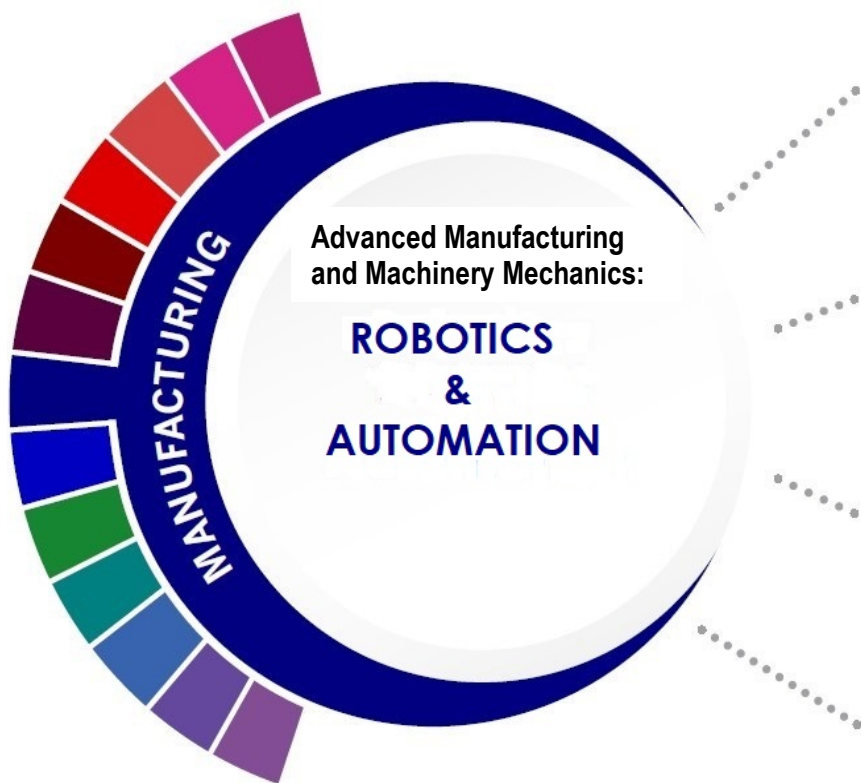 MANUFACTURING
Advanced Manufacturing
and Machinery Mechanics:
ROBOTICS
&
AUTOMATION